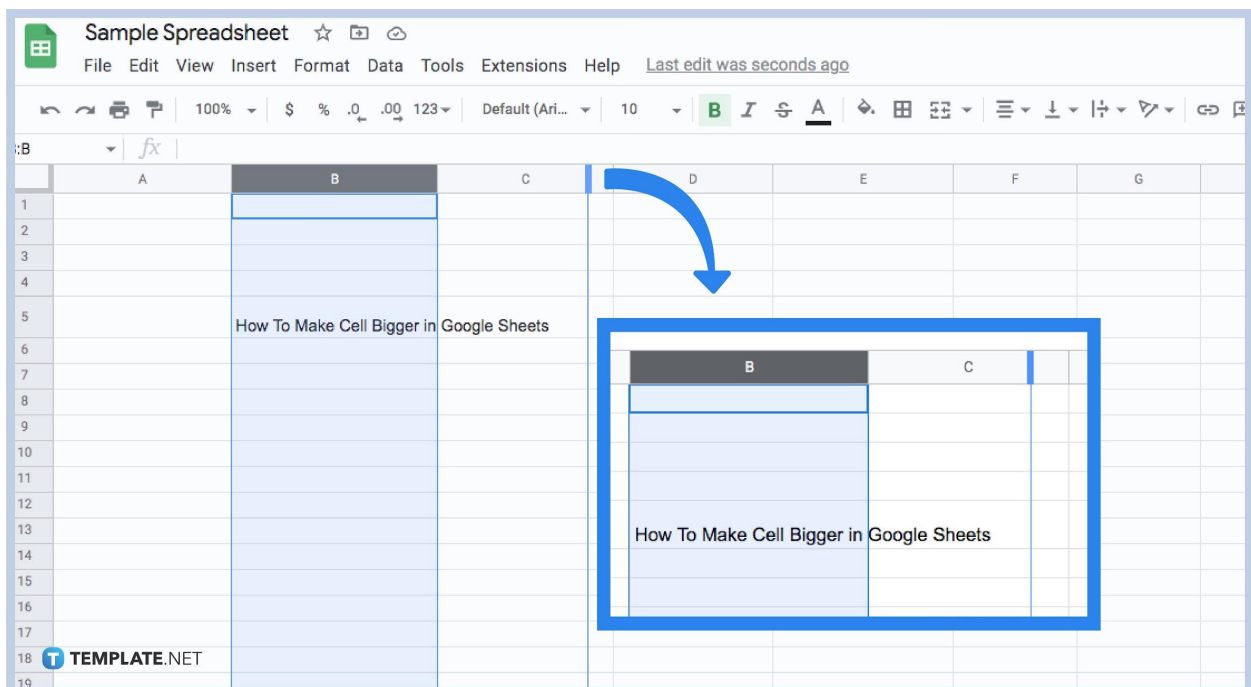 Sample Spreadsheet
File Edit View Insert Format Data Tools Extensions Help Last edit was seconds ago
100% $ % .0 .00 123 Default (Ari... 10 B I S A
:B fx
A B C D E F G
1
2
3
4
5 How To Make Cell Bigger in Google Sheets
6
7
8
9
10
11
12
13
14
15
16
17
18
19
B C
How To Make Cell Bigger in Google Sheets
T TEMPLATE.NET